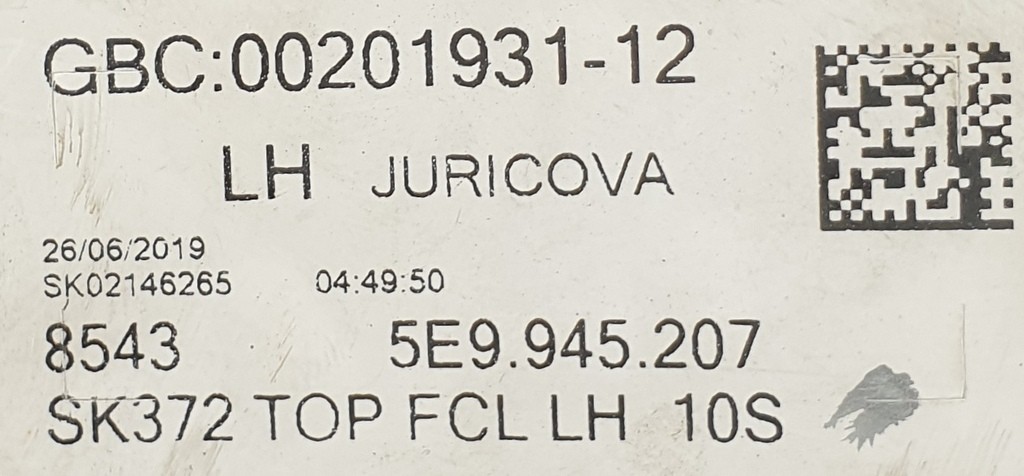 GBC:00201931-12
LH JURICOVA
26/06/2019
SK02146265 04:49:50
8543 5E9.945.207
SK372 TOP FCL LH 10S